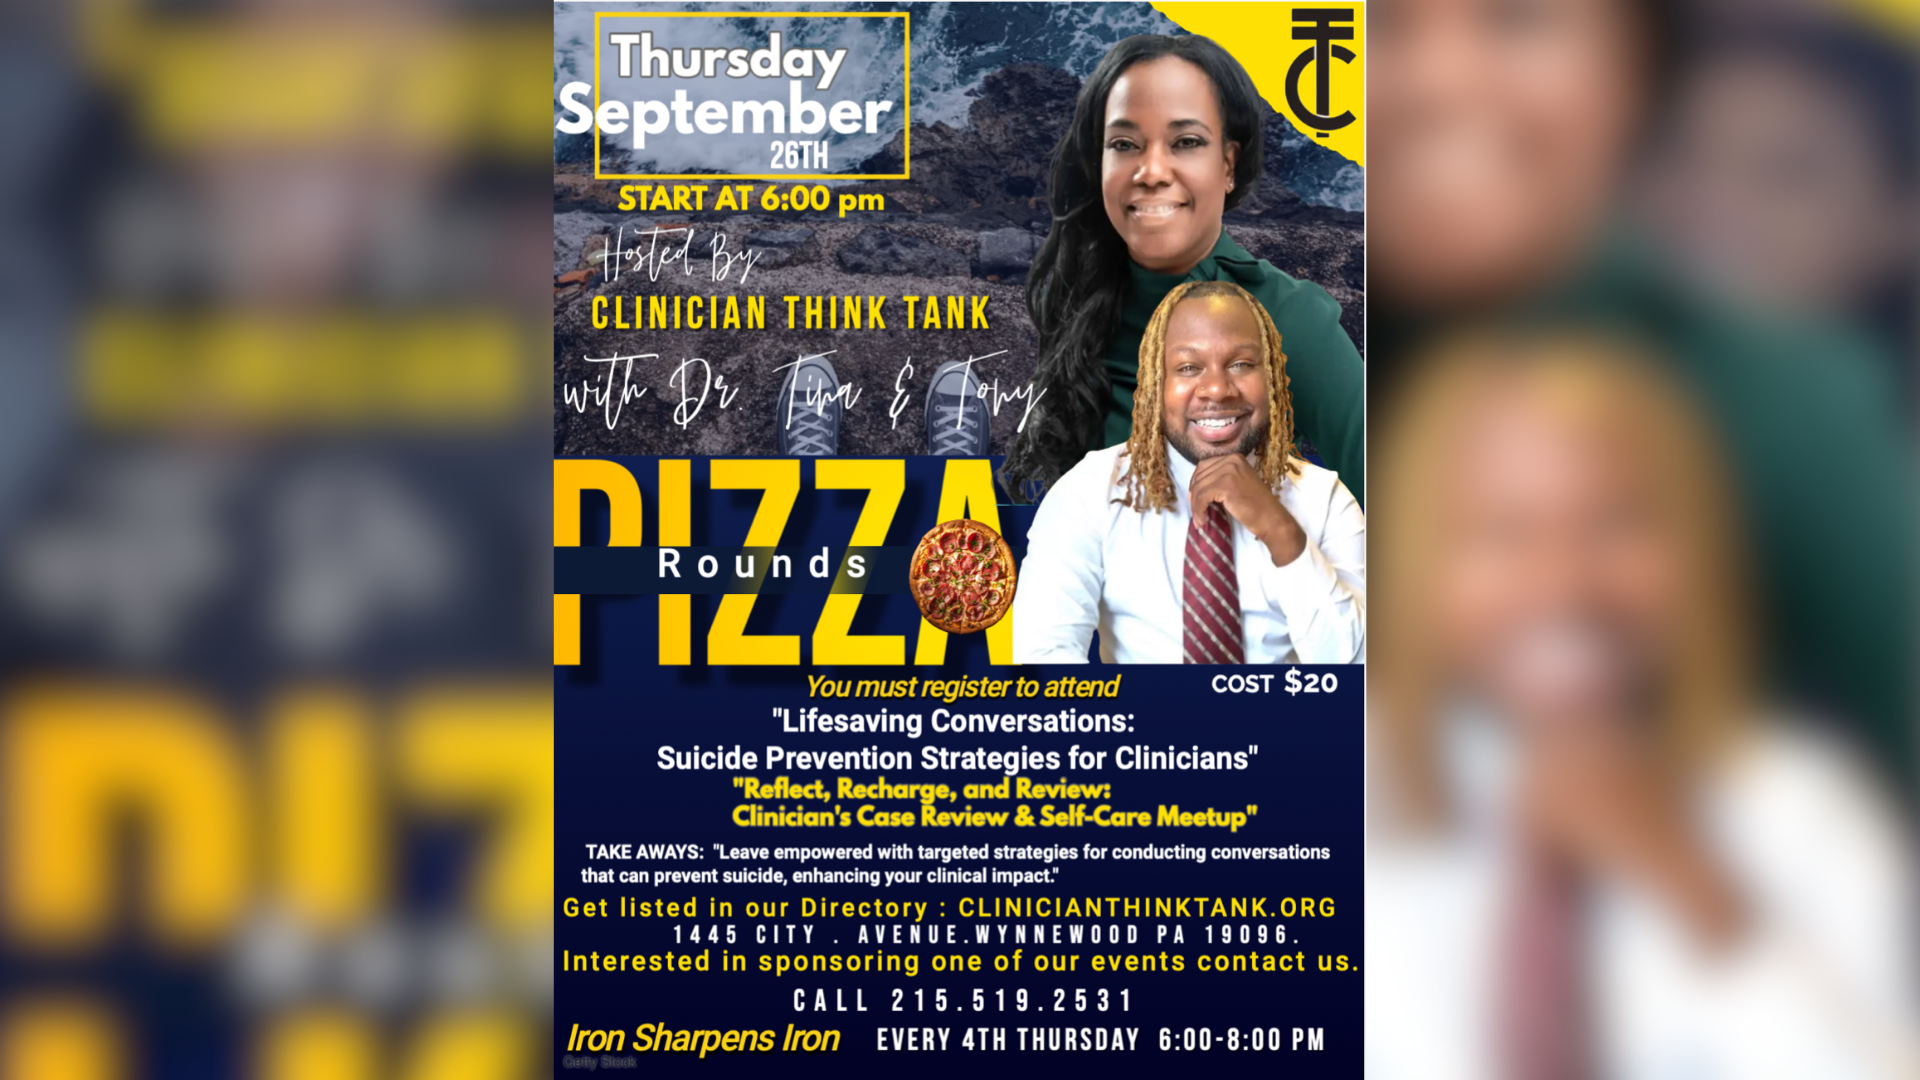 Thursday
September
26TH
START AT 6:00 pm
Hosted By
CLINICIAN THINK TANK
with Dr. Tina & Tony
PIZZA
Rounds
You must register to attend
COST $20
"Lifesaving Conversations:
Suicide Prevention Strategies for Clinicians"
"Reflect, Recharge, and Review:
Clinician's Case Review & Self-Care Meetup"
TAKE AWAYS: "Leave empowered with targeted strategies for conducting conversations
that can prevent suicide, enhancing your clinical impact."
Get listed in our Directory : CLINICIANTHINKTANK.ORG
1445 CITY . AVENUE.WYNNEWOOD PA 19096.
Interested in sponsoring one of our events contact us.
CALL 215.519.2531
Iron Sharpens Iron EVERY 4TH THURSDAY 6:00-8:00 PM
Getty Stock